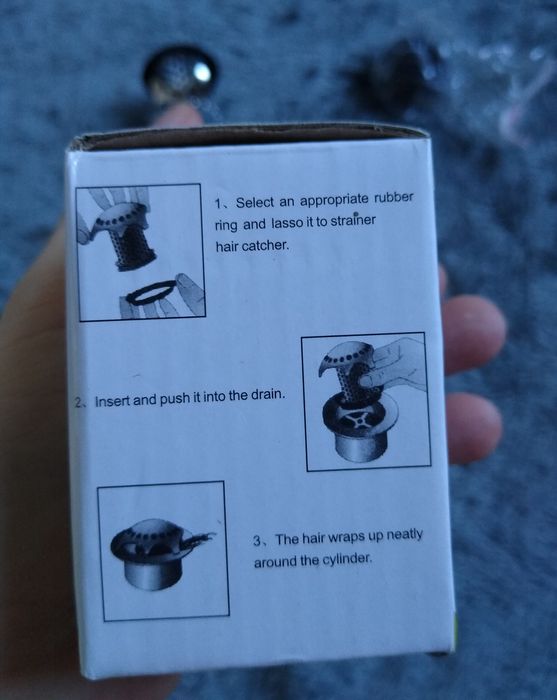 1、Select an appropriate rubber
ring and lasso it to strainer
hair catcher.
2、Insert and push it into the drain.
3、The hair wraps up neatly
around the cylinder.